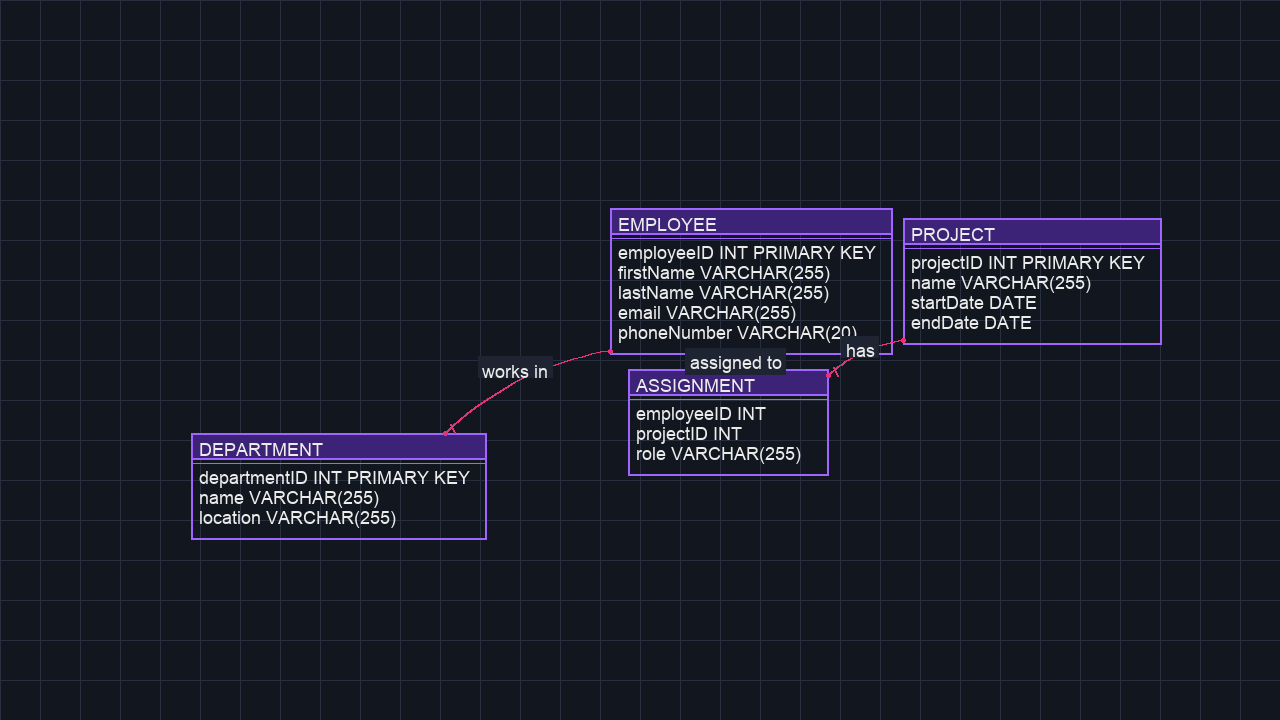 EMPLOYEE
employeeID INT PRIMARY KEY
firstName VARCHAR(255)
lastName VARCHAR(255)
email VARCHAR(255)
phoneNumber VARCHAR(20)
PROJECT
projectID INT PRIMARY KEY
name VARCHAR(255)
startDate DATE
endDate DATE
has
assigned to
works in
ASSIGNMENT
employeeID INT
projectID INT
role VARCHAR(255)
DEPARTMENT
departmentID INT PRIMARY KEY
name VARCHAR(255)
location VARCHAR(255)